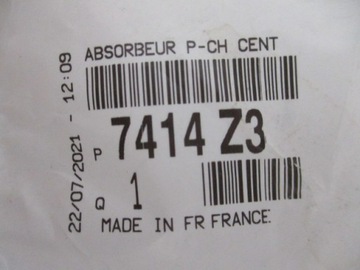 ABSORBEUR P-CH CENT
P 7414 Z3
Q 1
MADE IN FR FRANCE
22/07/2021 - 12:09